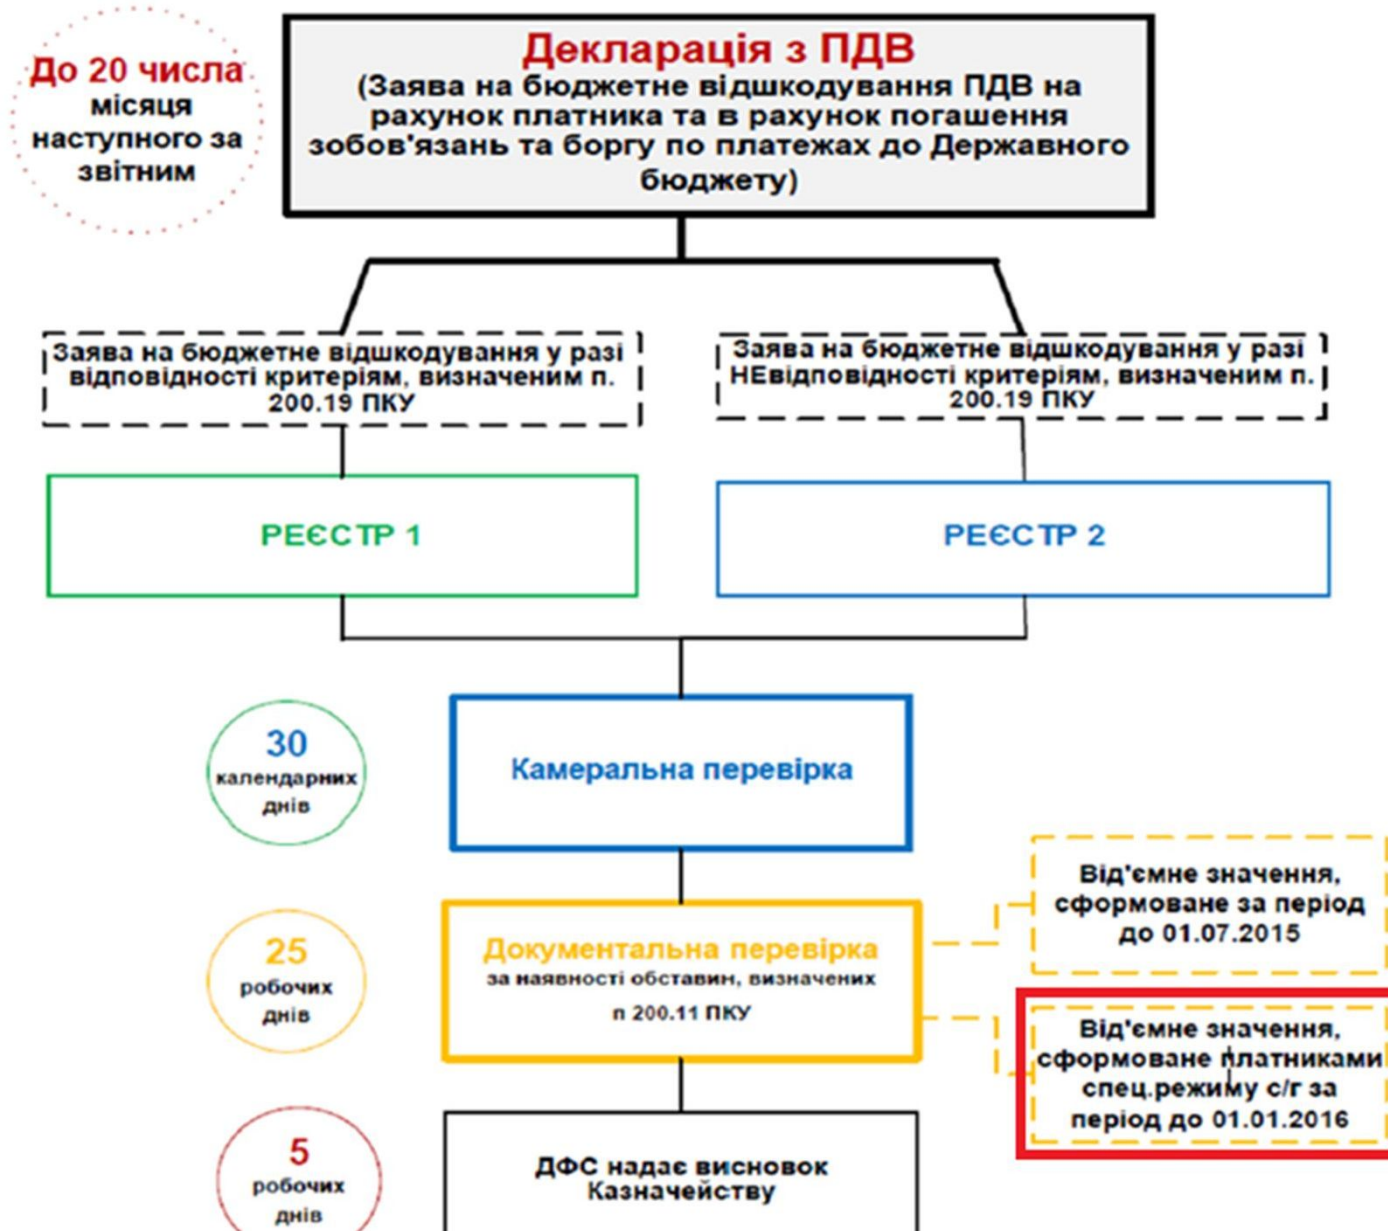 До 20 числа
місяця
наступного за
звітним
Декларація з ПДВ
(Заява на бюджетне відшкодування ПДВ на
рахунок платника та в рахунок погашення
зобов'язань та боргу по платежах до Державного
бюджету)
Заява на бюджетне відшкодування у разі
відповідності критеріям, визначеним п.
200.19 ПКУ
Заява на бюджетне відшкодування у разі
НЕвідповідності критеріям, визначеним п.
200.19 ПКУ
РЕЄСТР 1
РЕЄСТР 2
30
календарних
днів
Камеральна перевірка
25
робочих
днів
Документальна перевірка
за наявності обставин, визначених
п 200.11 ПКУ
Від'ємне значення,
сформоване за період
до 01.07.2015
Від'ємне значення,
сформоване платниками
спец.режиму с/г за
період до 01.01.2016
5
робочих
днів
ДФС надає висновок
Казначейству